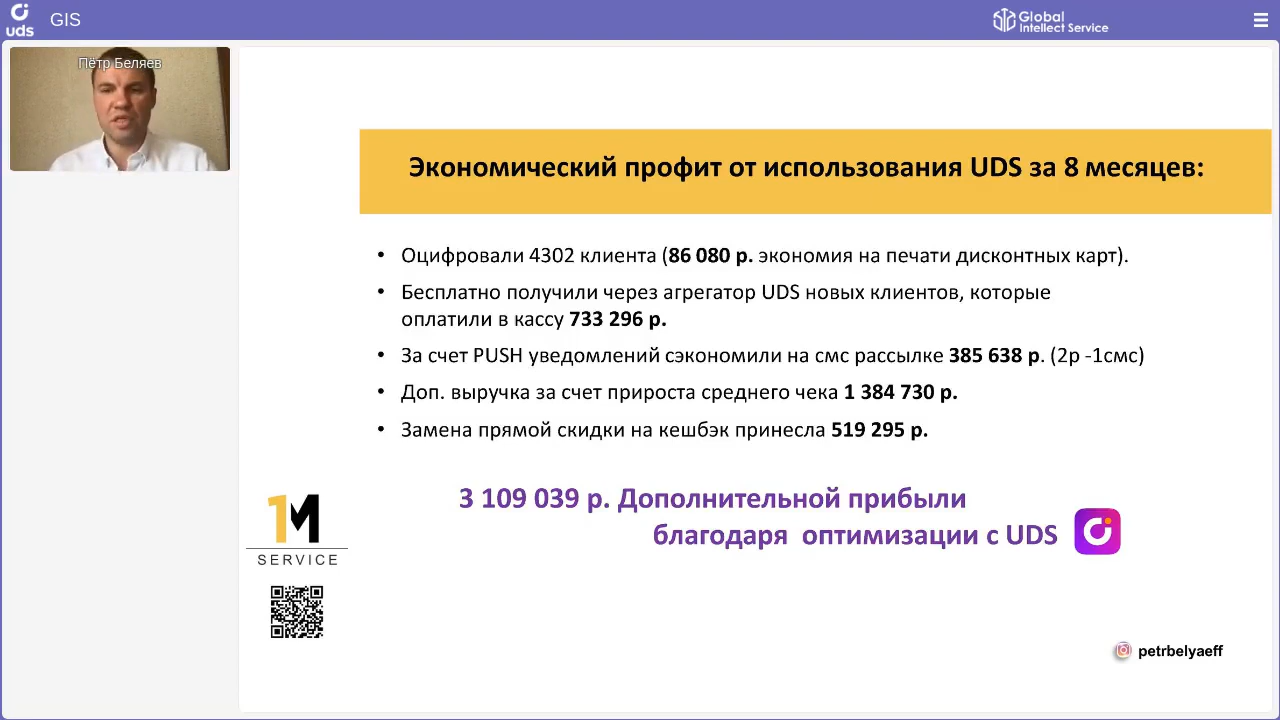 uds
GIS
Global
Intellect Service
Пётр Беляев
Экономический профит от использования UDS за 8 месяцев:
• Оцифровали 4302 клиента (86 080 р. экономия на печати дисконтных карт).
• Бесплатно получили через агрегатор UDS новых клиентов, которые
оплатили в кассу 733 296 р.
• За счет PUSH уведомлений сэкономили на смс рассылке 385 638 р. (2р -1смс)
• Доп. выручка за счет прироста среднего чека 1 384 730 р.
• Замена прямой скидки на кешбэк принесла 519 295 р.
3 109 039 р. Дополнительной прибыли
благодаря оптимизации с UDS
1M
SERVICE
petrbelyaeff